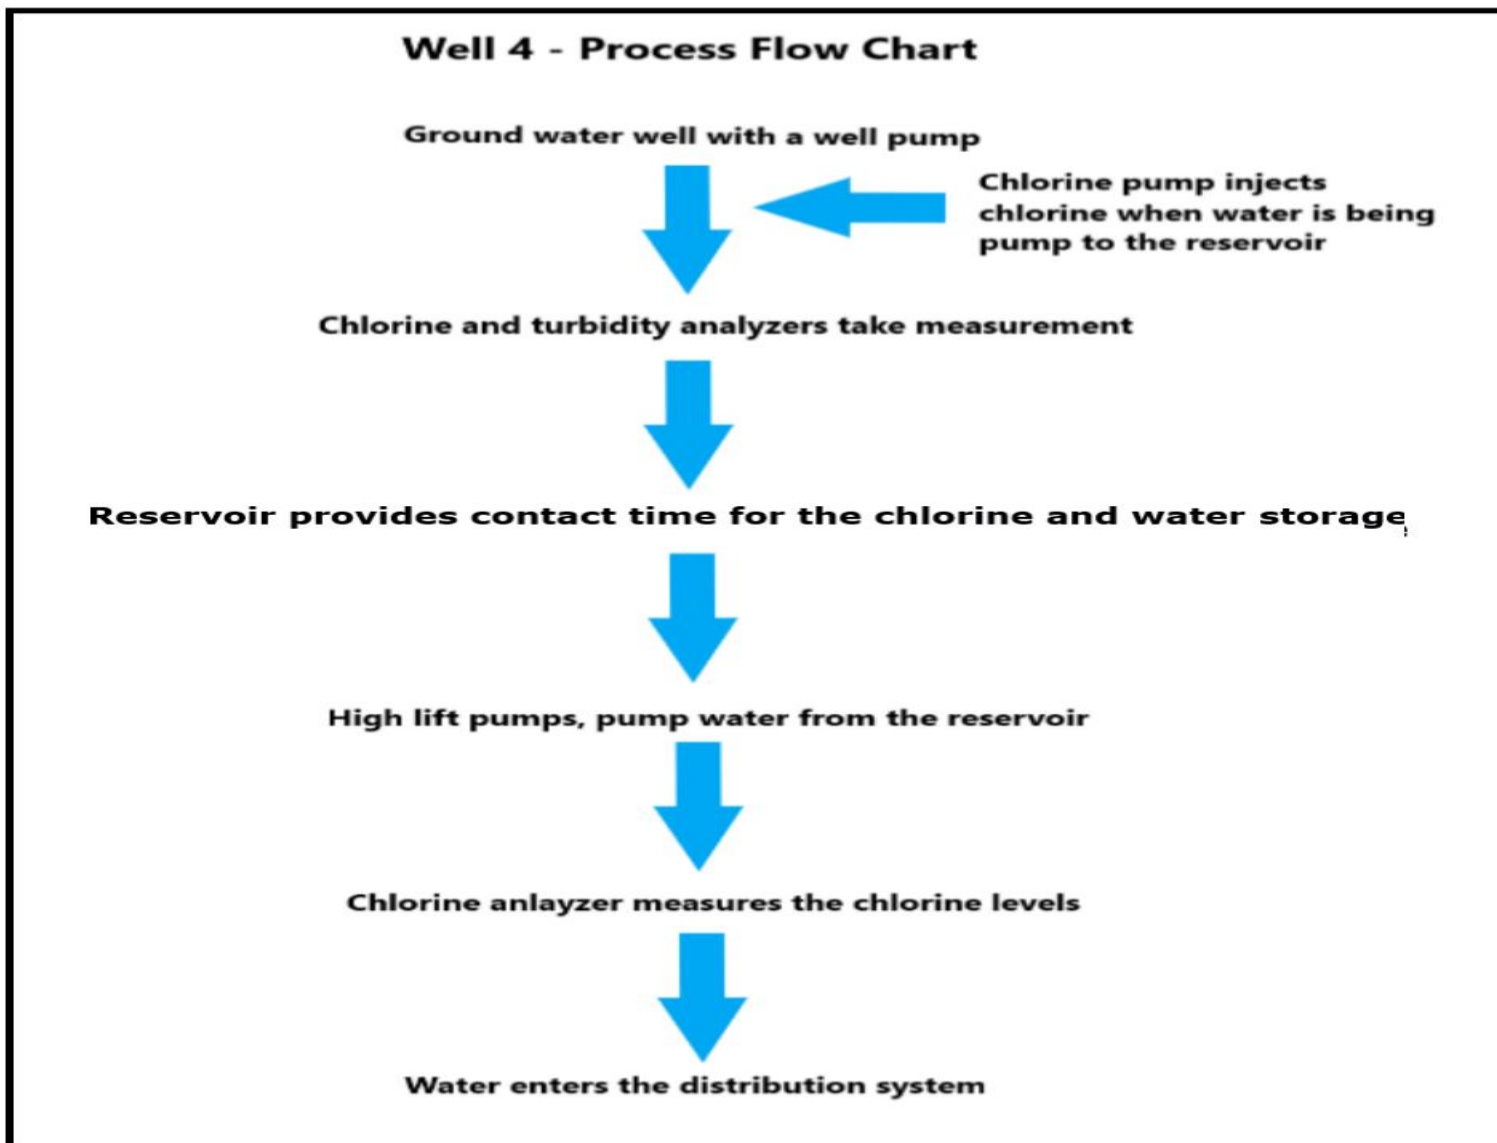 Well 4 - Process Flow Chart
Ground water well with a well pump
Chlorine pump injects
chlorine when water is being
pump to the reservoir
Chlorine and turbidity analyzers take measurement
Reservoir provides contact time for the chlorine and water storage
High lift pumps, pump water from the reservoir
Chlorine anlayzer measures the chlorine levels
Water enters the distribution system